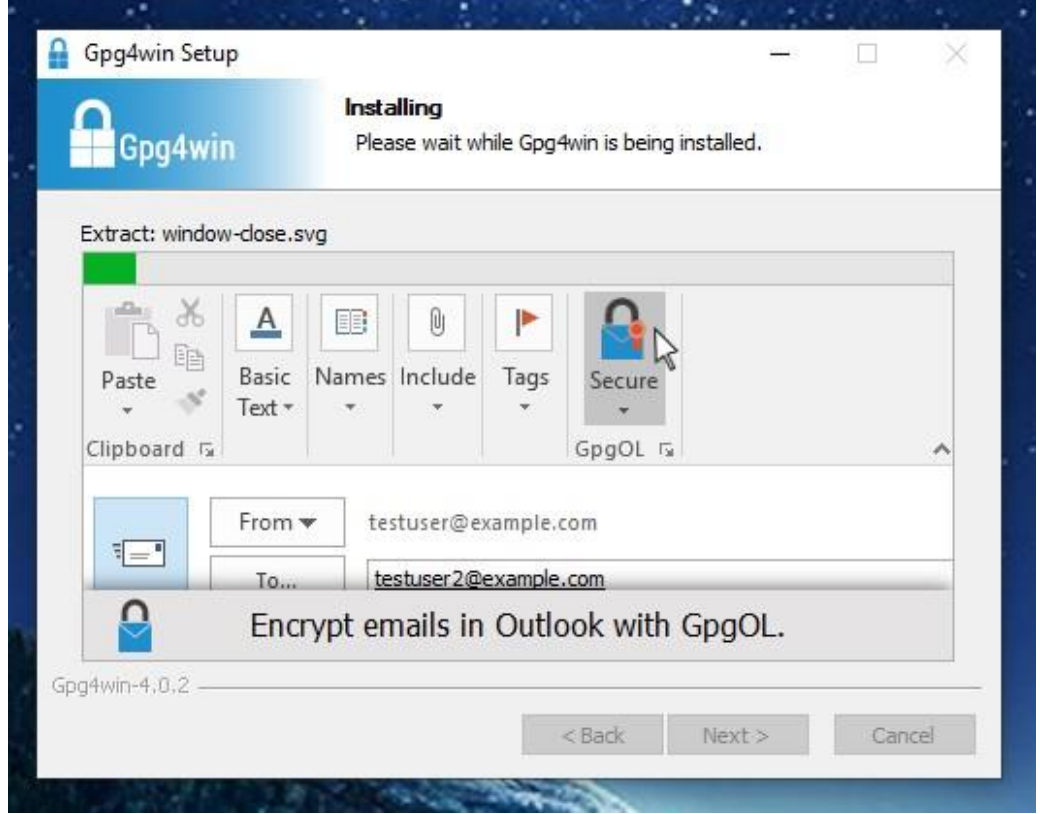 Gpg4win Setup
Gpg4win
Installing
Please wait while Gpg4win is being installed.
Extract: window-close.svg
Paste
Basic
Text
Names
Include
Tags
Secure
Clipboard
GpgOL
From
testuser@example.com
To...
testuser2@example.com
Encrypt emails in Outlook with GpgOL.
Gpg4win-4.0.2
< Back
Next >
Cancel